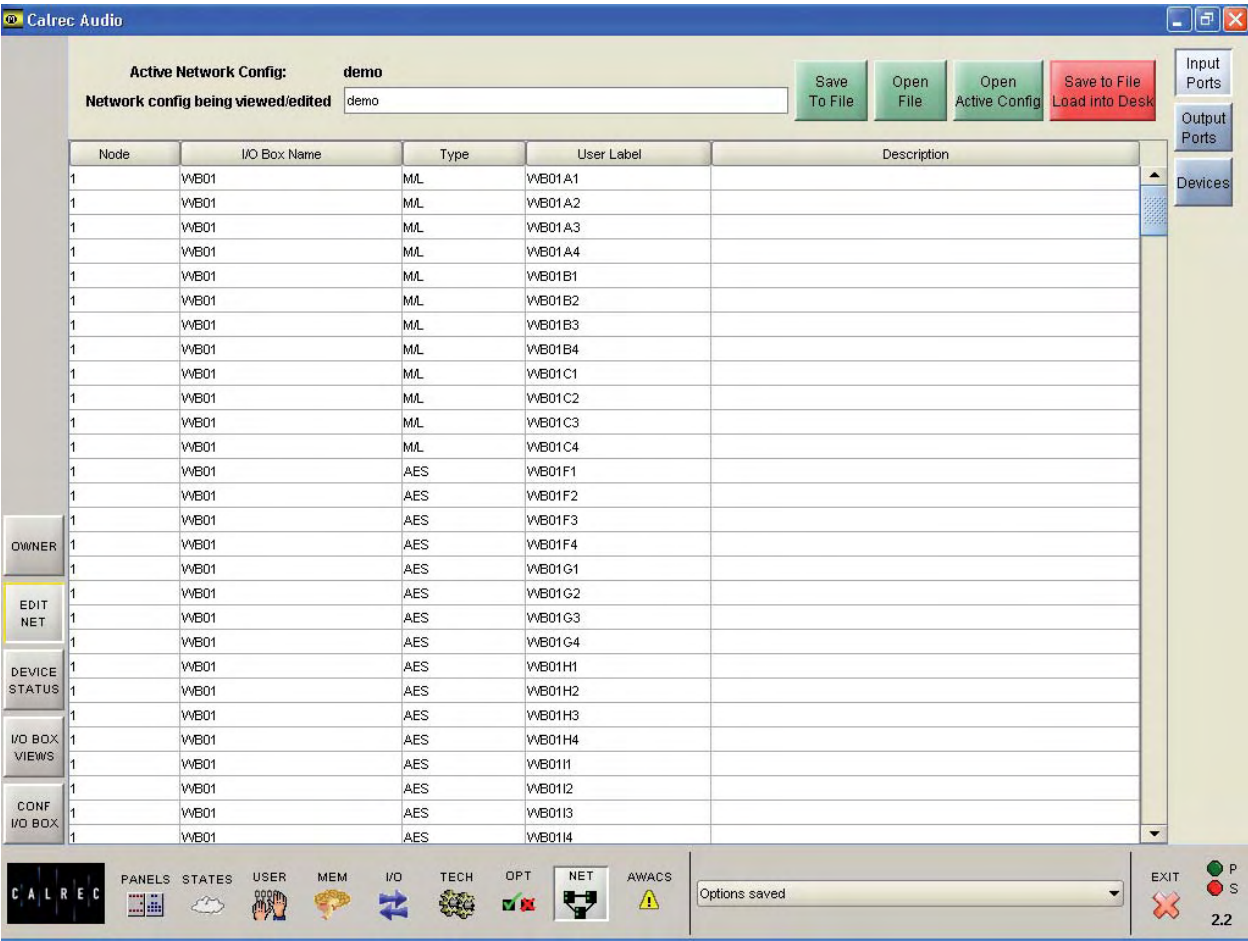 Calrec Audio
Active Network Config: demo
Network config being viewed/edited demo
Save To File
Open File
Open Active Config
Save to File Load into Desk
Input Ports
Output Ports
Devices
Node I/O Box Name Type User Label Description
1 WB01 M/L WB01A1
1 WB01 M/L WB01A2
1 WB01 M/L WB01A3
1 WB01 M/L WB01A4
1 WB01 M/L WB01B1
1 WB01 M/L WB01B2
1 WB01 M/L WB01B3
1 WB01 M/L WB01B4
1 WB01 M/L WB01C1
1 WB01 M/L WB01C2
1 WB01 M/L WB01C3
1 WB01 M/L WB01C4
1 WB01 AES WB01F1
1 WB01 AES WB01F2
1 WB01 AES WB01F3
1 WB01 AES WB01F4
1 WB01 AES WB01G1
1 WB01 AES WB01G2
1 WB01 AES WB01G3
1 WB01 AES WB01G4
1 WB01 AES WB01H1
1 WB01 AES WB01H2
1 WB01 AES WB01H3
1 WB01 AES WB01H4
1 WB01 AES WB01I1
1 WB01 AES WB01I2
1 WB01 AES WB01I3
1 WB01 AES WB01I4
OWNER
EDIT NET
DEVICE STATUS
I/O BOX VIEWS
CONF I/O BOX
CALREC
PANELS STATES USER MEM I/O TECH OPT NET AWACS
Options saved
EXIT
P
S
2.2